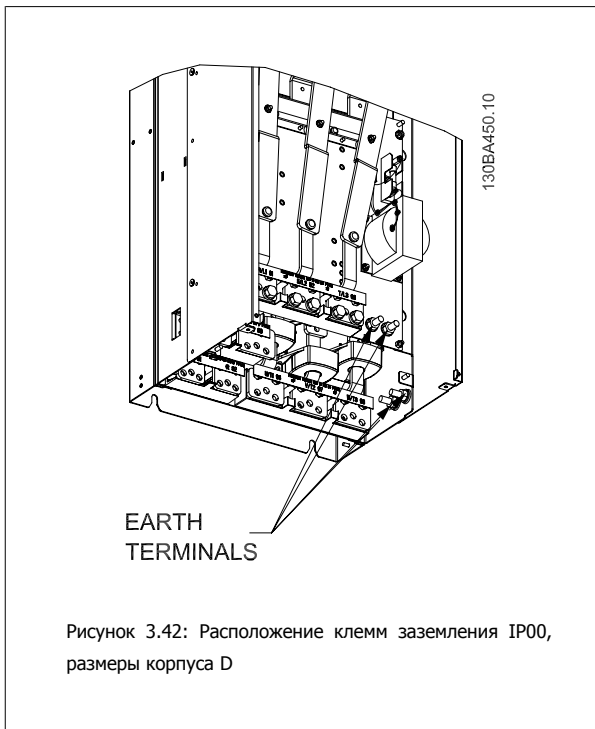 130BA450.10
EARTH
TERMINALS
Рисунок 3.42: Расположение клемм заземления IP00,
размеры корпуса D